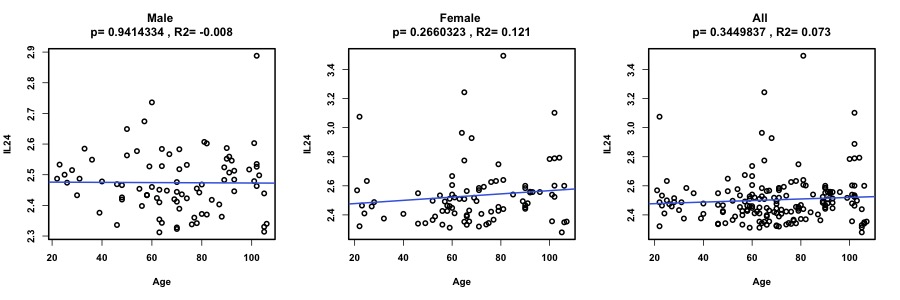 Male
p= 0.9414334 , R2= -0.008
IL24
2.3 2.4 2.5 2.6 2.7 2.8 2.9
20 40 60 80 100
Age
Female
p= 0.2660323 , R2= 0.121
IL24
2.4 2.6 2.8 3.0 3.2 3.4
20 40 60 80 100
Age
All
p= 0.3449837 , R2= 0.073
IL24
2.4 2.6 2.8 3.0 3.2 3.4
20 40 60 80 100
Age